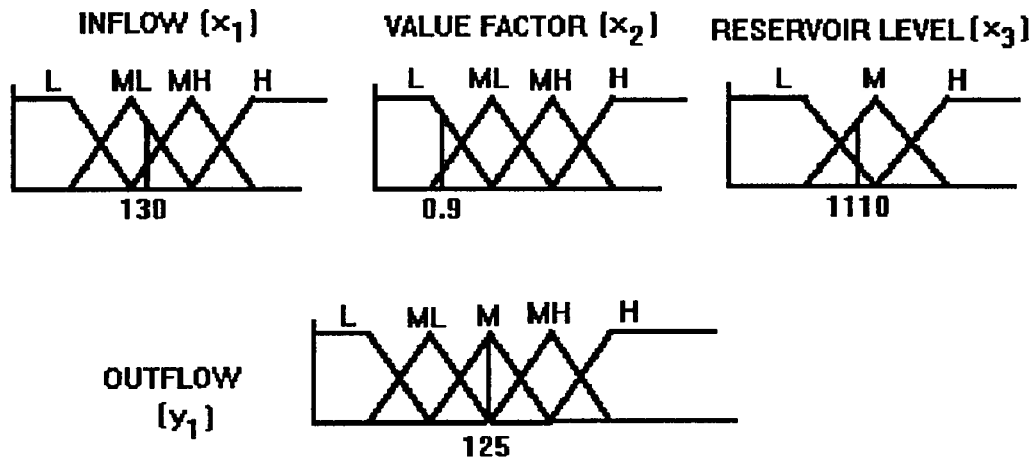 INFLOW (x1)
VALUE FACTOR (x2)
RESERVOIR LEVEL (x3)
L ML MH H
L ML MH H
L M H
130
0.9
1110
L ML M MH H
OUTFLOW
(y1)
125